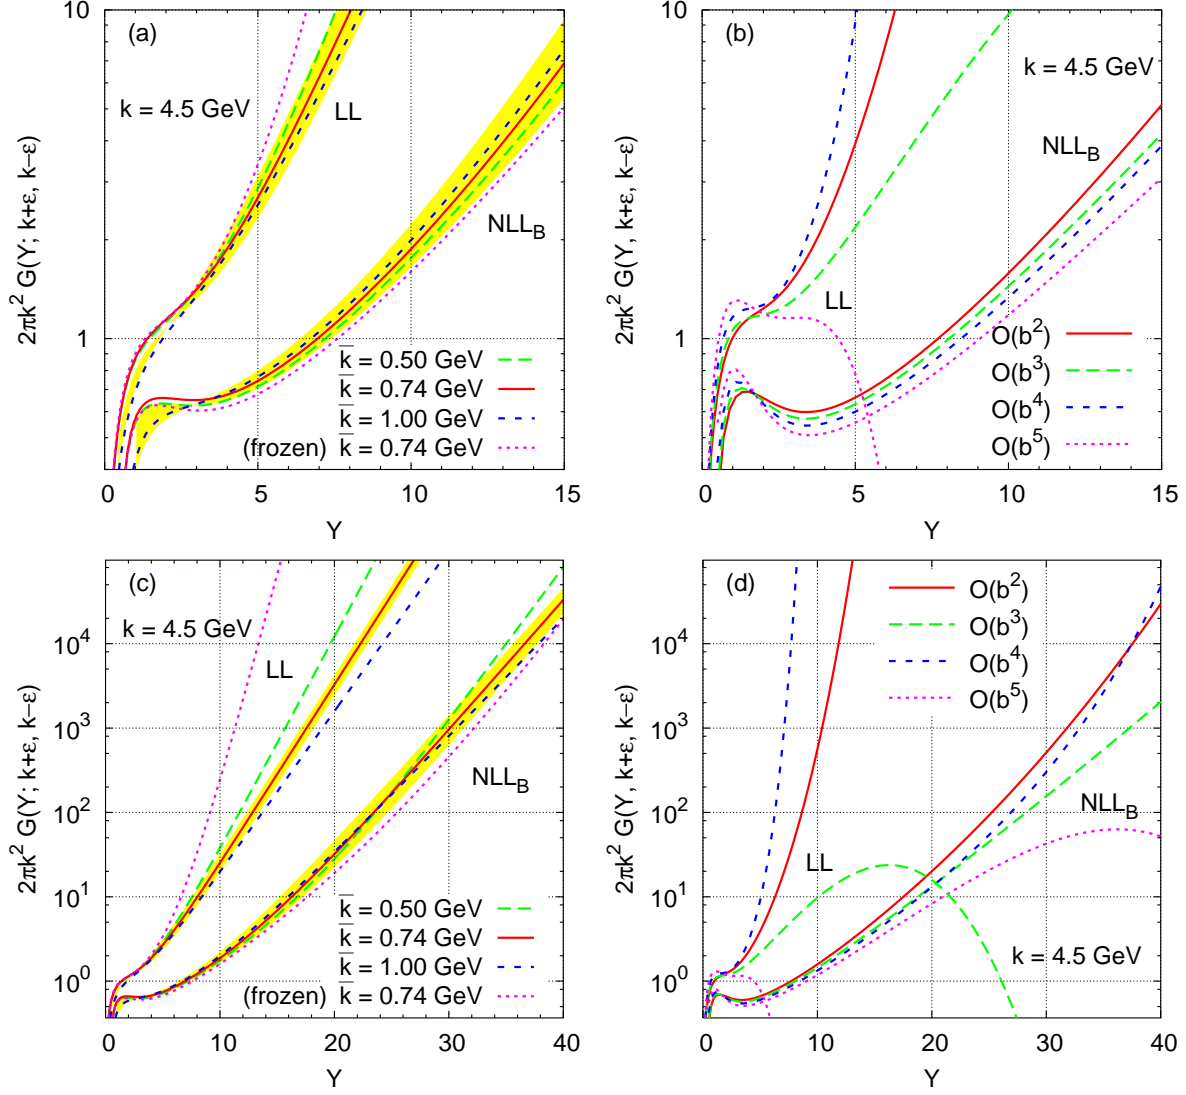 (a)
k = 4.5 GeV
LL
NLL_B
k̅ = 0.50 GeV
k̅ = 0.74 GeV
k̅ = 1.00 GeV
(frozen) k̅ = 0.74 GeV
2πk² G(Y; k+ε, k−ε)
10
1
0 5 10 15
Y
(b)
k = 4.5 GeV
NLL_B
LL
O(b²)
O(b³)
O(b⁴)
O(b⁵)
2πk² G(Y, k+ε, k−ε)
10
1
0 5 10 15
Y
(c)
k = 4.5 GeV
LL
NLL_B
k̅ = 0.50 GeV
k̅ = 0.74 GeV
k̅ = 1.00 GeV
(frozen) k̅ = 0.74 GeV
2πk² G(Y; k+ε, k−ε)
10⁴
10³
10²
10¹
10⁰
0 10 20 30 40
Y
(d)
O(b²)
O(b³)
O(b⁴)
O(b⁵)
NLL_B
LL
k = 4.5 GeV
2πk² G(Y, k+ε, k−ε)
10⁴
10³
10²
10¹
10⁰
0 10 20 30 40
Y